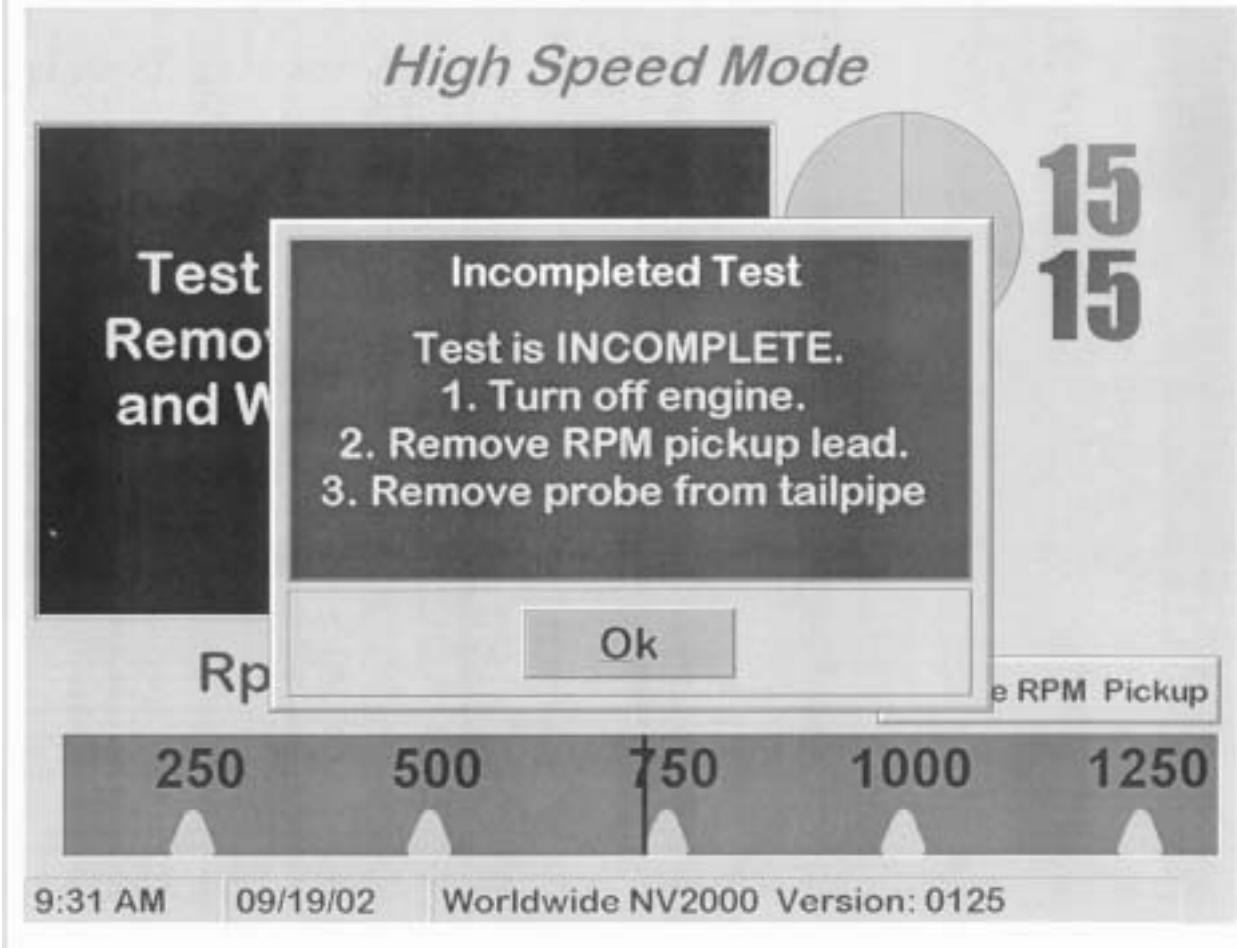 High Speed Mode
15
15
Test
and W
Incompleted Test
Test is INCOMPLETE.
1. Turn off engine.
2. Remove RPM pickup lead.
3. Remove probe from tailpipe
Ok
RPM Pickup
250 500 750 1000 1250
9:31 AM 09/19/02 Worldwide NV2000 Version: 0125